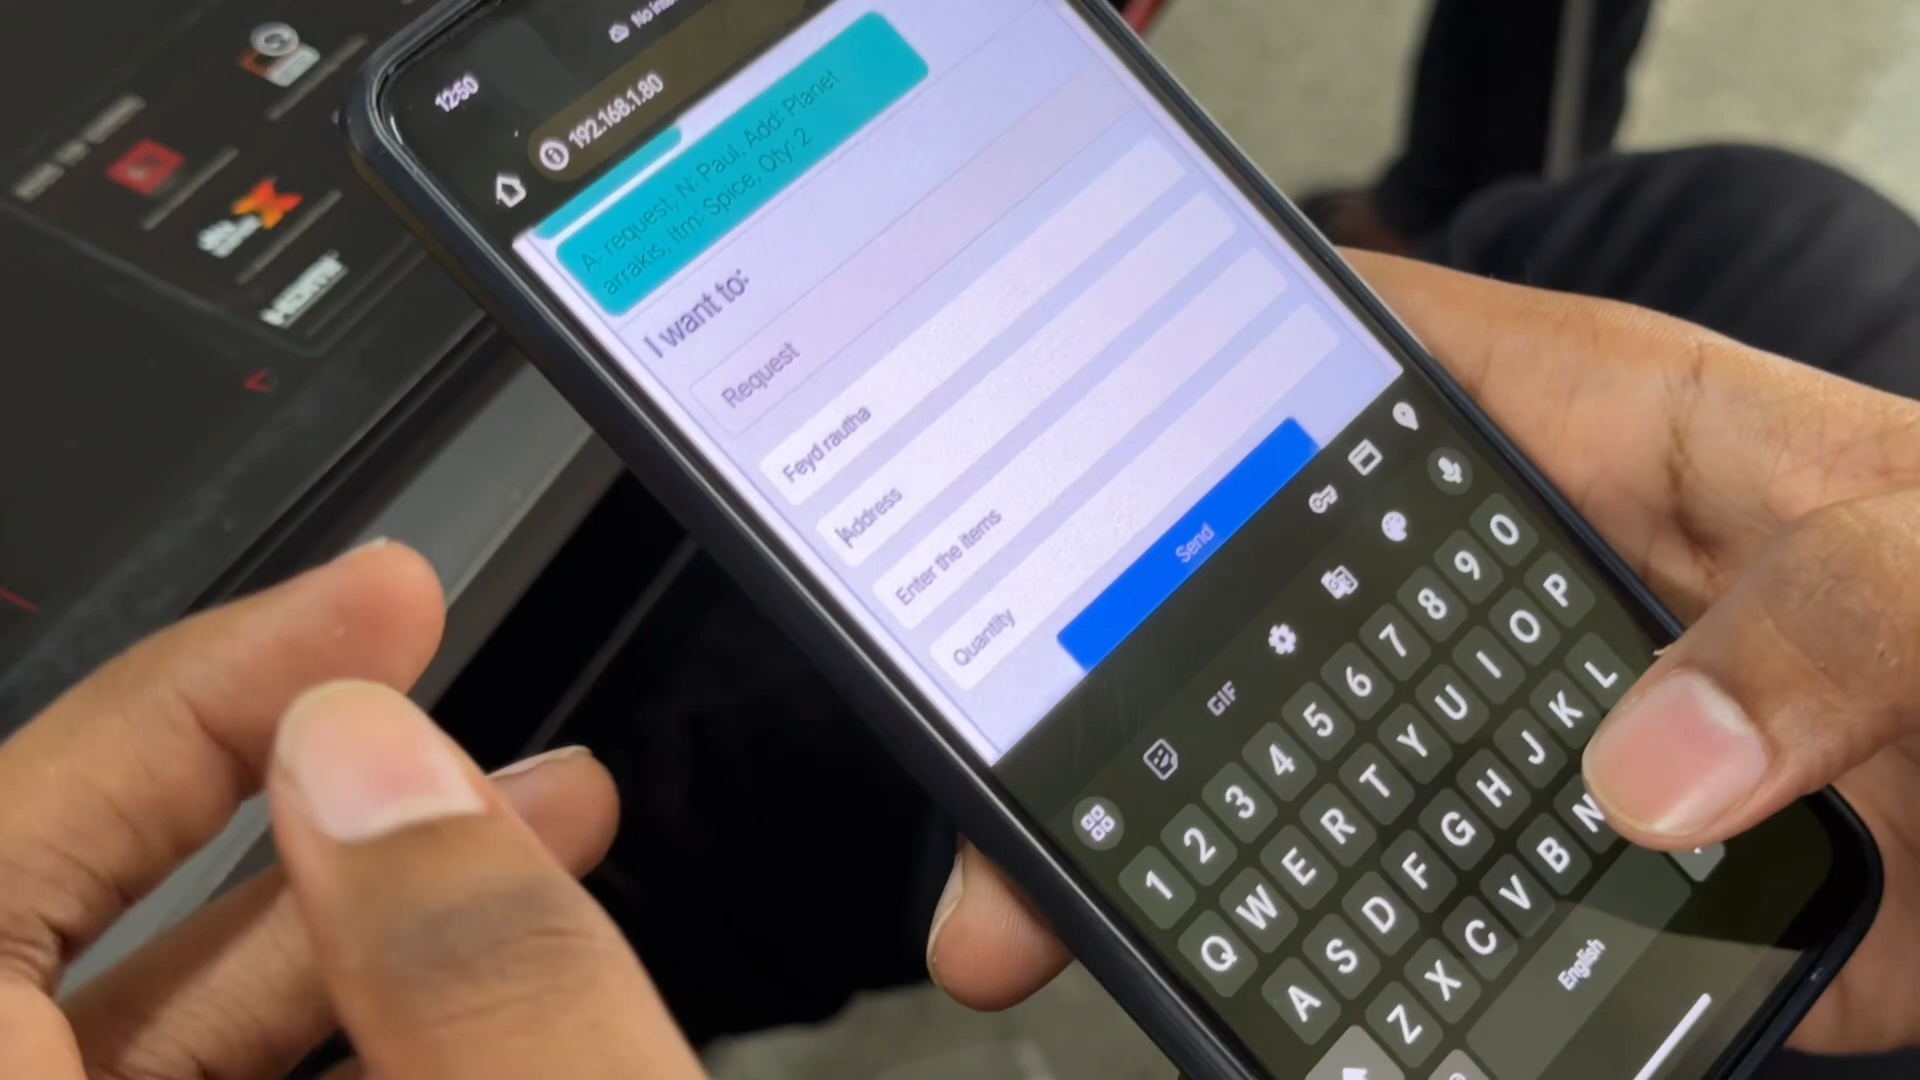 12:50
192.168.1.80
A: request, N: Paul, Add: Planet
arrakis, Itm: Spice, Qty: 2
I want to:
Request
Feyd rautha
Address
Enter the items
Quantity
Send
GIF
1 2 3 4 5 6 7 8 9 0
Q W E R T Y U I O P
A S D F G H J K L
Z X C V B N
English